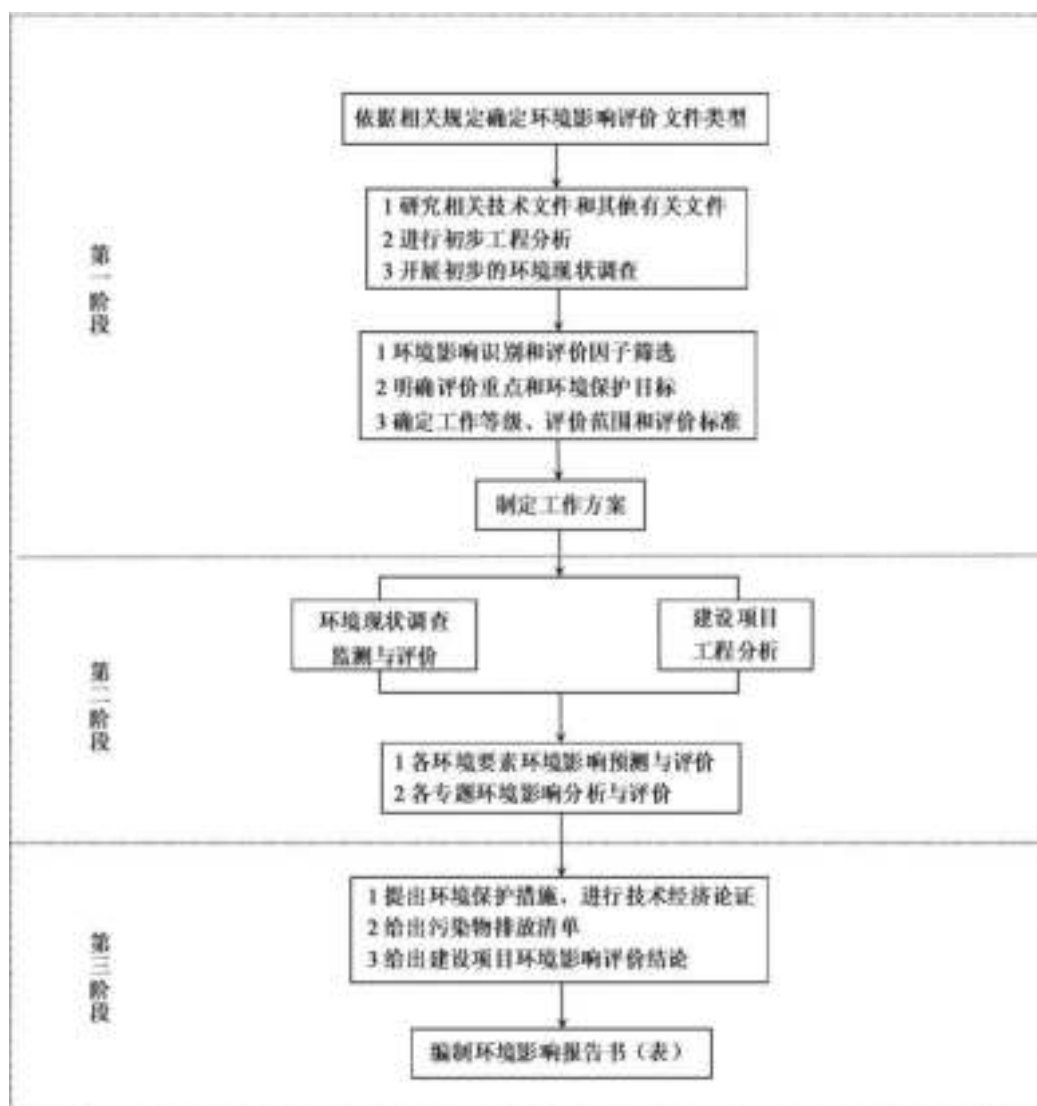 依据相关规定确定环境影响评价文件类型
1 研究相关技术文件和其他有关文件
2 进行初步工程分析
3 开展初步的环境现状调查
第一阶段
1 环境影响识别和评价因子筛选
2 明确评价重点和环境保护目标
3 确定工作等级、评价范围和评价标准
制定工作方案
环境现状调查
监测与评价
建设项目
工程分析
第二阶段
1 各环境要素环境影响预测与评价
2 各专题环境影响分析与评价
1 提出环境保护措施，进行技术经济论证
2 给出污染物排放清单
3 给出建设项目环境影响评价结论
第三阶段
编制环境影响报告书（表）